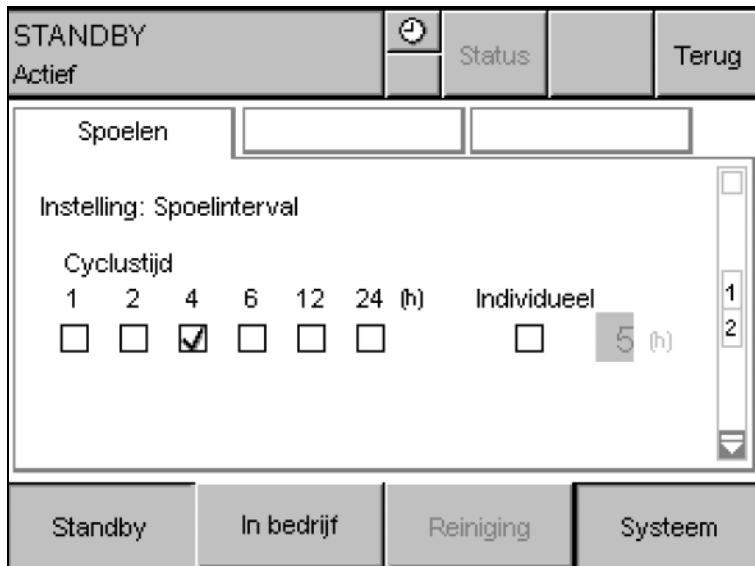 STANDBY
Actief
Status
Terug
Spoelen
Instelling: Spoelinterval
Cyclustijd
1 2 4 6 12 24 (h) Individueel
5 (h)
1
2
Standby In bedrijf Reiniging Systeem